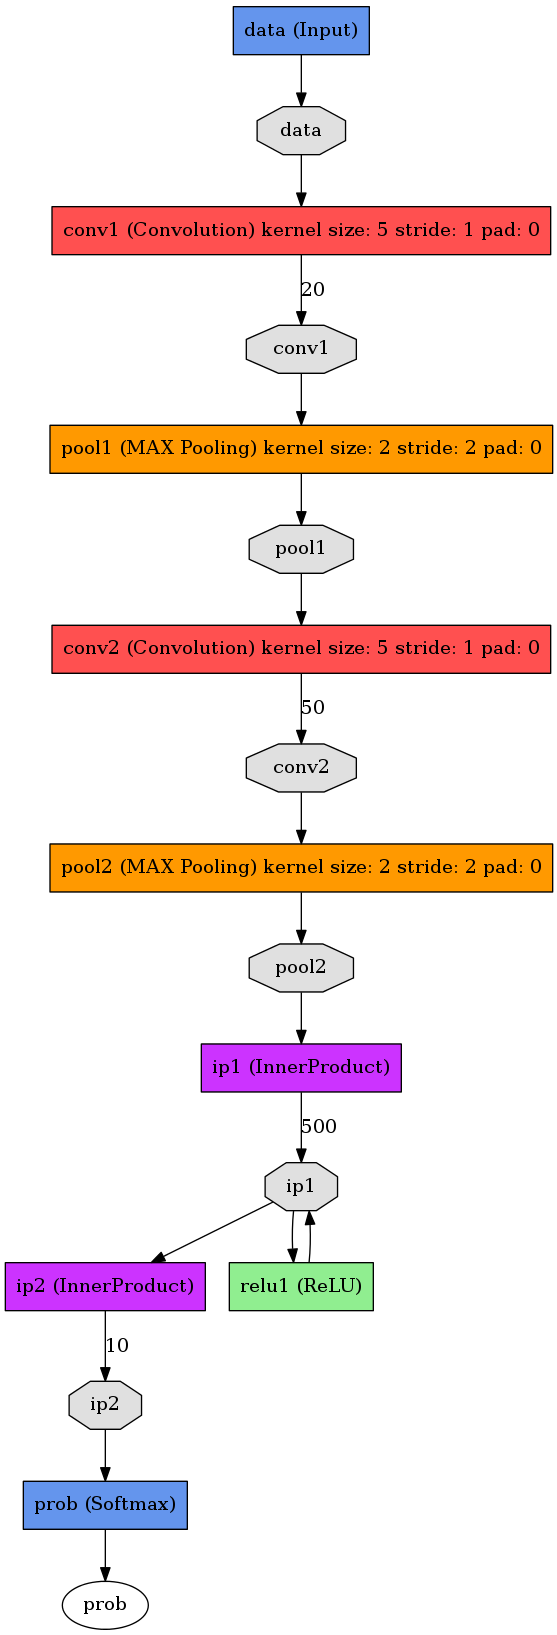 data (Input)
data
conv1 (Convolution) kernel size: 5 stride: 1 pad: 0
20
conv1
pool1 (MAX Pooling) kernel size: 2 stride: 2 pad: 0
pool1
conv2 (Convolution) kernel size: 5 stride: 1 pad: 0
50
conv2
pool2 (MAX Pooling) kernel size: 2 stride: 2 pad: 0
pool2
ip1 (InnerProduct)
500
ip1
ip2 (InnerProduct)
relu1 (ReLU)
10
ip2
prob (Softmax)
prob